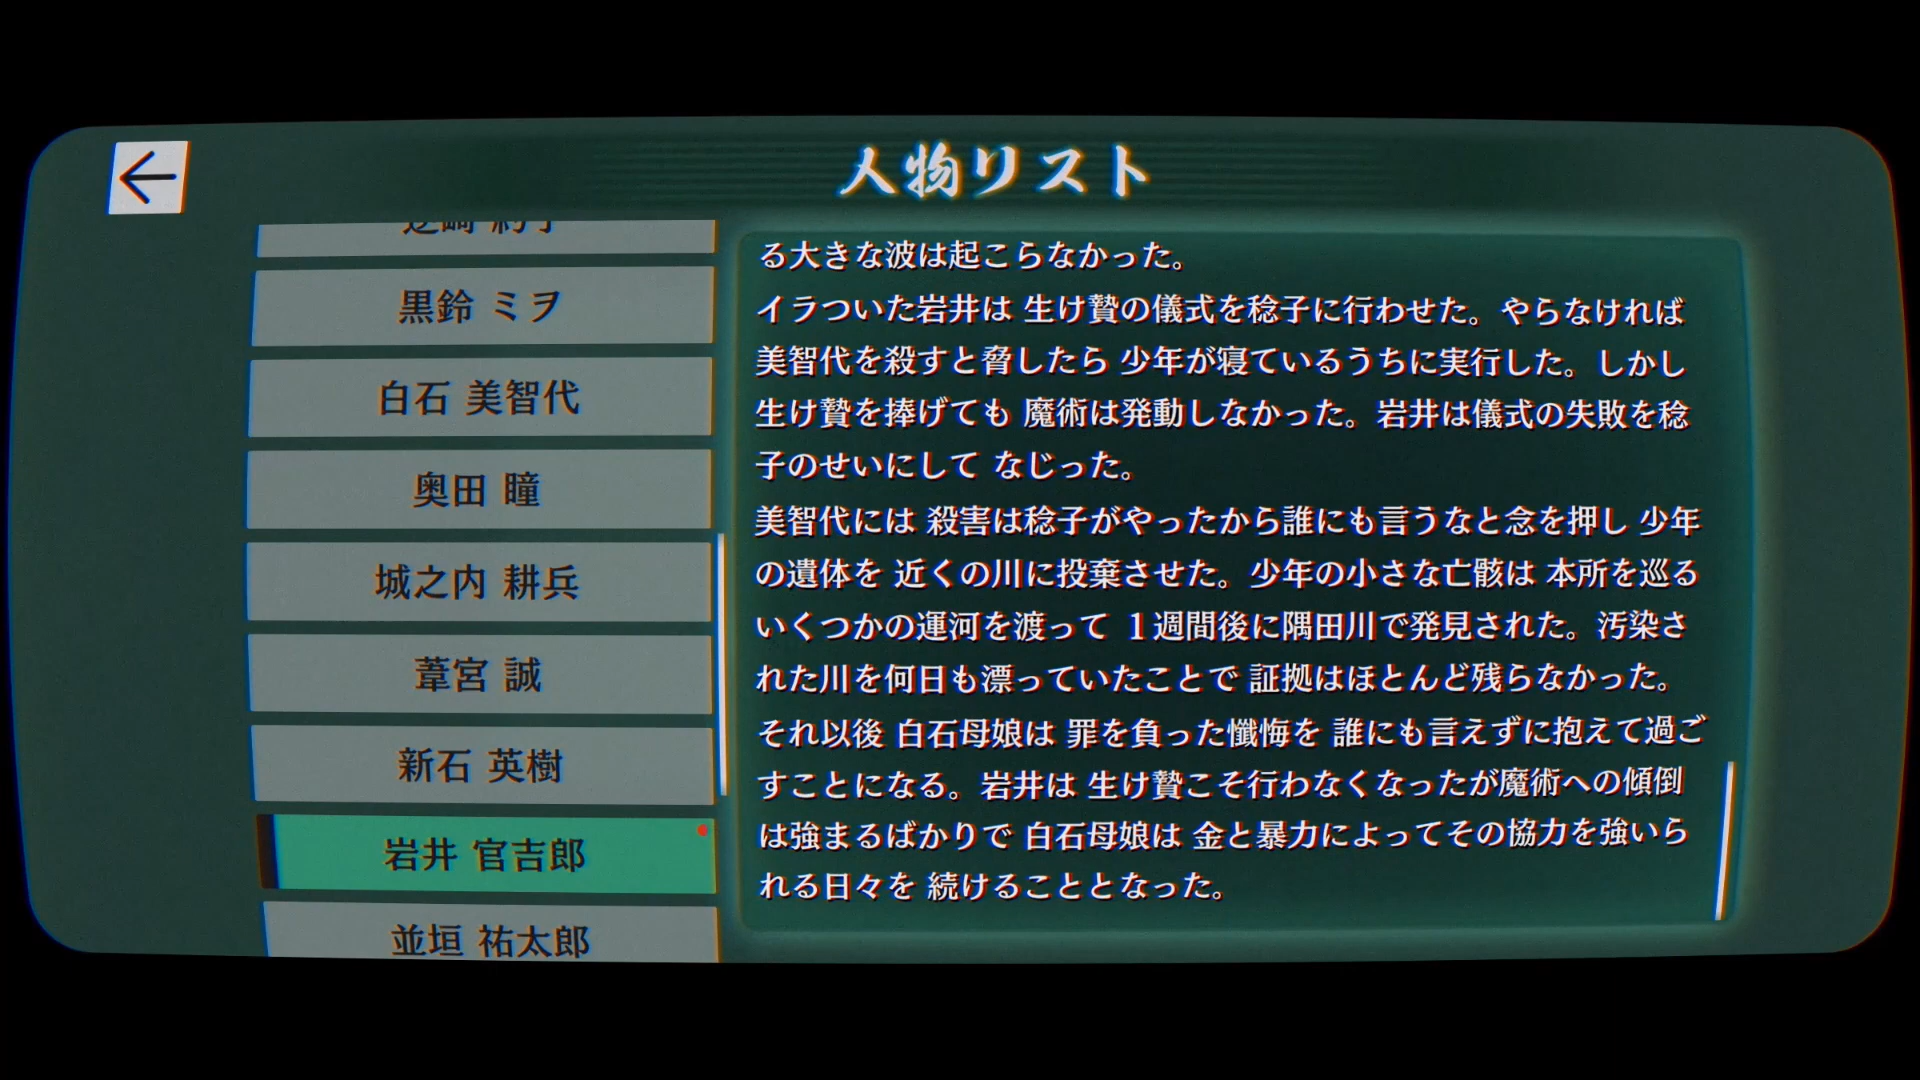 人物リスト
黒鈴 ミヲ
白石 美智代
奥田 瞳
城之内 耕兵
葦宮 誠
新石 英樹
岩井 官吉郎
並垣 祐太郎
る大きな波は起こらなかった。
イラついた岩井は 生け贄の儀式を稔子に行わせた。やらなければ
美智代を殺すと脅したら 少年が寝ているうちに実行した。しかし
生け贄を捧げても 魔術は発動しなかった。岩井は儀式の失敗を稔
子のせいにして なじった。
美智代には 殺害は稔子がやったから誰にも言うなと念を押し 少年
の遺体を 近くの川に投棄させた。少年の小さな亡骸は 本所を巡る
いくつかの運河を渡って １週間後に隅田川で発見された。汚染さ
れた川を何日も漂っていたことで 証拠はほとんど残らなかった。
それ以後 白石母娘は 罪を負った懺悔を 誰にも言えずに抱えて過ご
すことになる。岩井は 生け贄こそ行わなくなったが魔術への傾倒
は強まるばかりで 白石母娘は 金と暴力によってその協力を強いら
れる日々を 続けることとなった。